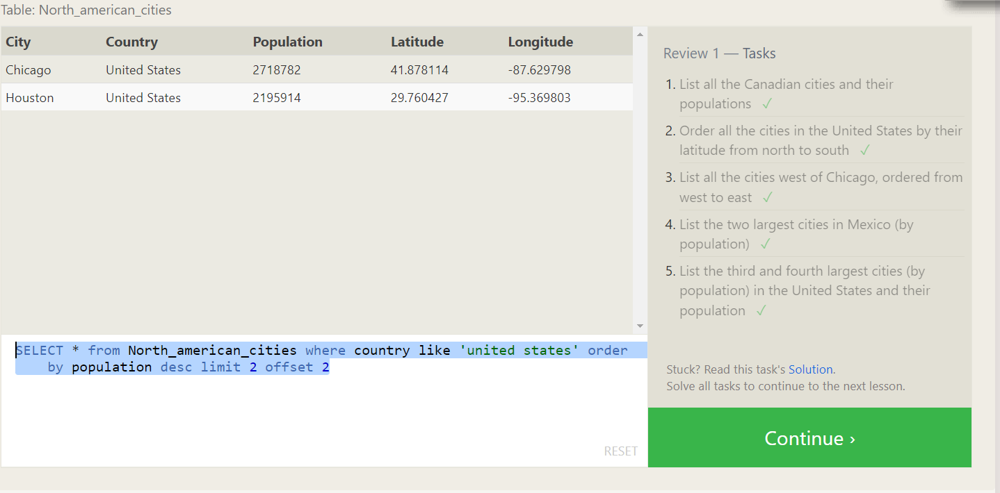 Table: North_american_cities
City Country Population Latitude Longitude
Chicago United States 2718782 41.878114 -87.629798
Houston United States 2195914 29.760427 -95.369803
SELECT * from North_american_cities where country like 'united states' order
by population desc limit 2 offset 2
RESET
Review 1 — Tasks
1. List all the Canadian cities and their
populations ✓
2. Order all the cities in the United States by their
latitude from north to south ✓
3. List all the cities west of Chicago, ordered from
west to east ✓
4. List the two largest cities in Mexico (by
population) ✓
5. List the third and fourth largest cities (by
population) in the United States and their
population ✓
Stuck? Read this task's Solution.
Solve all tasks to continue to the next lesson.
Continue ›